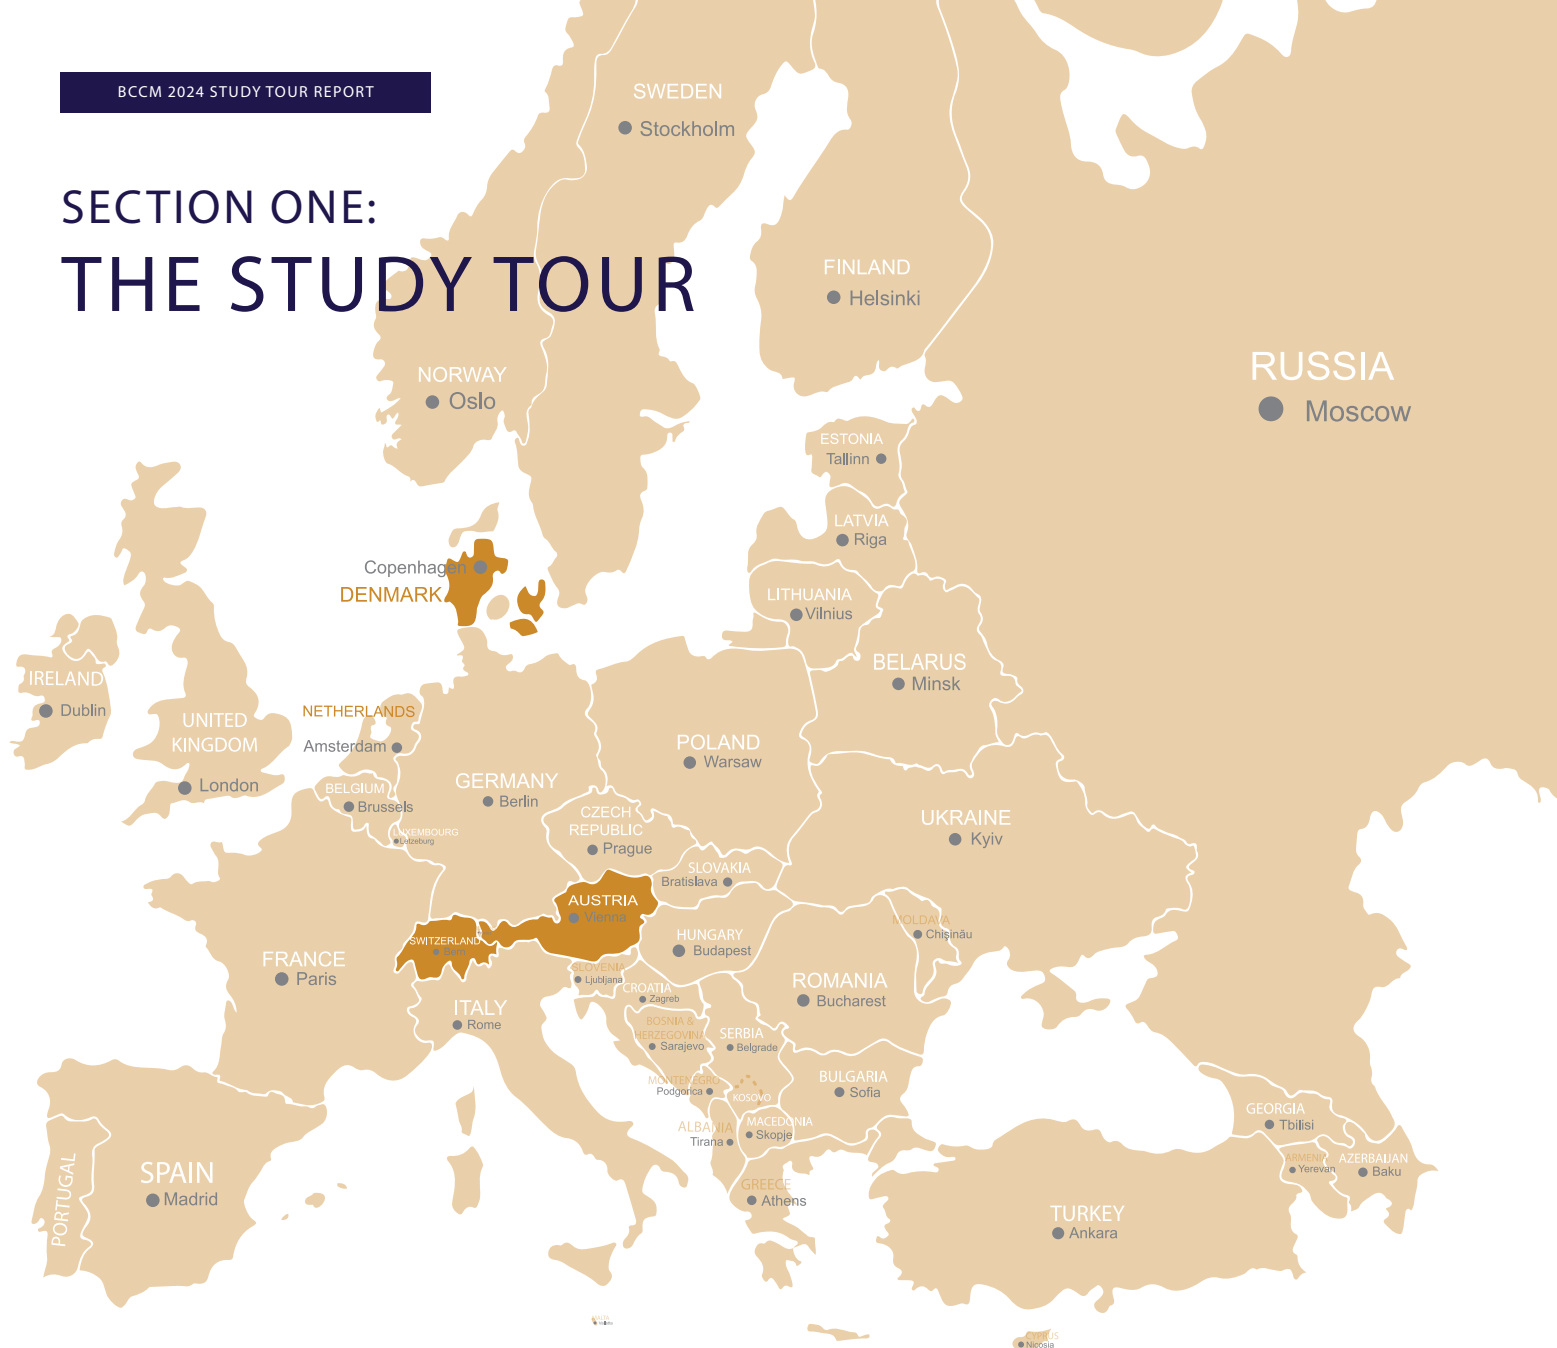 BCCM 2024 STUDY TOUR REPORT
SECTION ONE:
THE STUDY TOUR
SWEDEN
Stockholm
FINLAND
Helsinki
RUSSIA
Moscow
NORWAY
Oslo
ESTONIA
Tallinn
LATVIA
Riga
Copenhagen
DENMARK
LITHUANIA
Vilnius
BELARUS
Minsk
IRELAND
Dublin
UNITED
KINGDOM
London
NETHERLANDS
Amsterdam
BELGIUM
Brussels
LUXEMBOURG
Letzeburg
GERMANY
Berlin
POLAND
Warsaw
CZECH
REPUBLIC
Prague
UKRAINE
Kyiv
SLOVAKIA
Bratislava
AUSTRIA
Vienna
SWITZERLAND
Bern
HUNGARY
Budapest
MOLDAVA
Chișinău
FRANCE
Paris
SLOVENIA
Ljubljana
CROATIA
Zagreb
ROMANIA
Bucharest
ITALY
Rome
BOSNIA &
HERZEGOVINA
Sarajevo
SERBIA
Belgrade
MONTENEGRO
Podgorica
KOSOVO
BULGARIA
Sofia
ALBANIA
Tirana
MACEDONIA
Skopje
GEORGIA
Tbilisi
ARMENIA
Yerevan
AZERBAIJAN
Baku
PORTUGAL
SPAIN
Madrid
GREECE
Athens
TURKEY
Ankara
MALTA
Valletta
CYPRUS
Nicosia